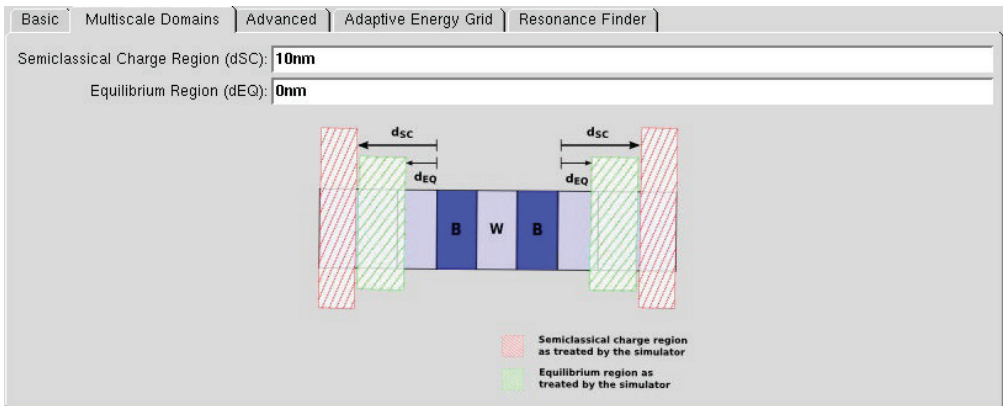 Basic Multiscale Domains Advanced Adaptive Energy Grid Resonance Finder
Semiclassical Charge Region (dSC): 10nm
Equilibrium Region (dEQ): 0nm
dSC dSC
dEQ dEQ
B W B
Semiclassical charge region
as treated by the simulator
Equilibrium region as
treated by the simulator